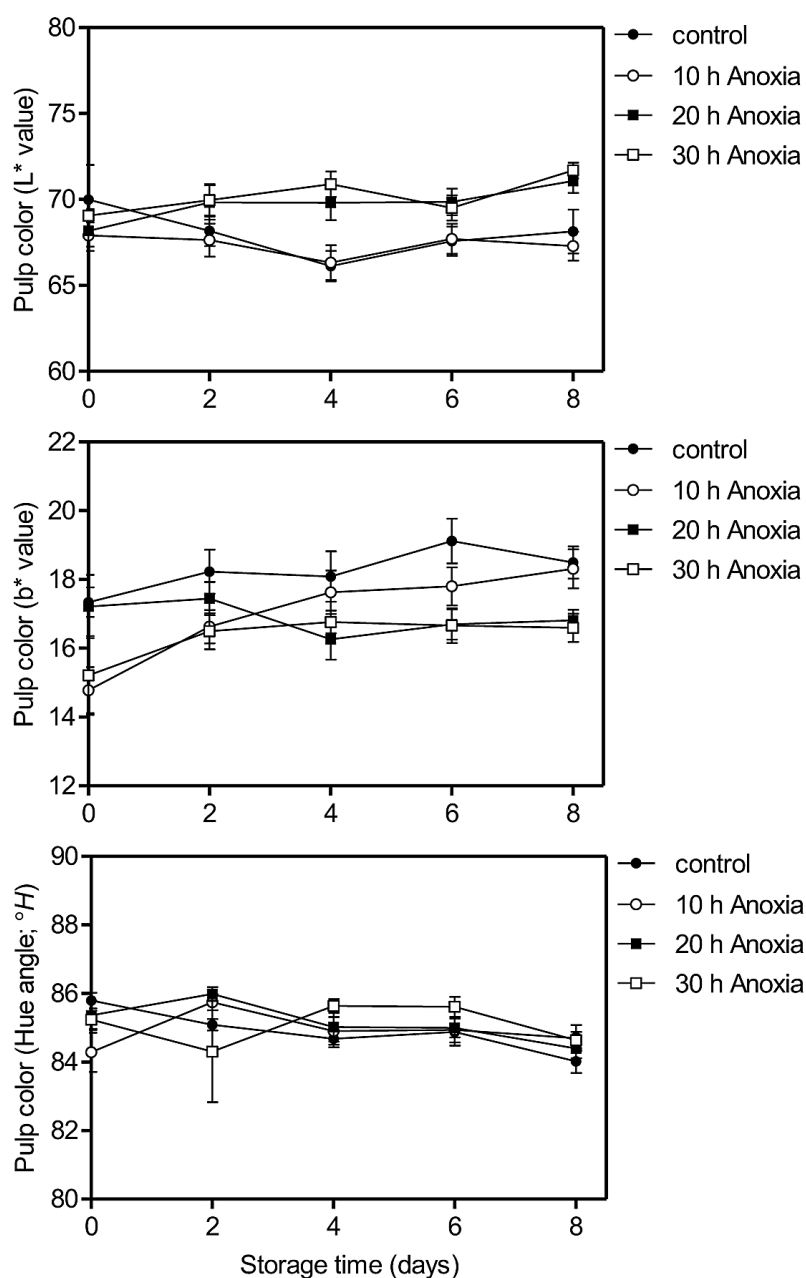 Pulp color (L* value)
80
75
70
65
60
0 2 4 6 8
control
10 h Anoxia
20 h Anoxia
30 h Anoxia
Pulp color (b* value)
22
20
18
16
14
12
0 2 4 6 8
control
10 h Anoxia
20 h Anoxia
30 h Anoxia
Pulp color (Hue angle; °H)
90
88
86
84
82
80
0 2 4 6 8
Storage time (days)
control
10 h Anoxia
20 h Anoxia
30 h Anoxia